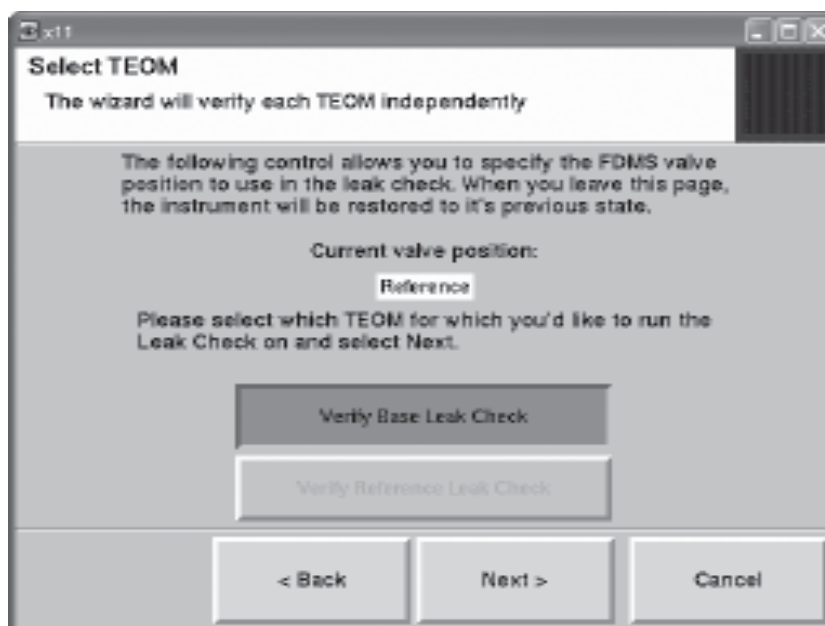 x11
Select TEOM
The wizard will verify each TEOM independently
The following control allows you to specify the FDMS valve
position to use in the leak check. When you leave this page,
the instrument will be restored to it's previous state.
Current valve position:
Reference
Please select which TEOM for which you'd like to run the
Leak Check on and select Next.
Verify Base Leak Check
Verify Reference Leak Check
< Back
Next >
Cancel